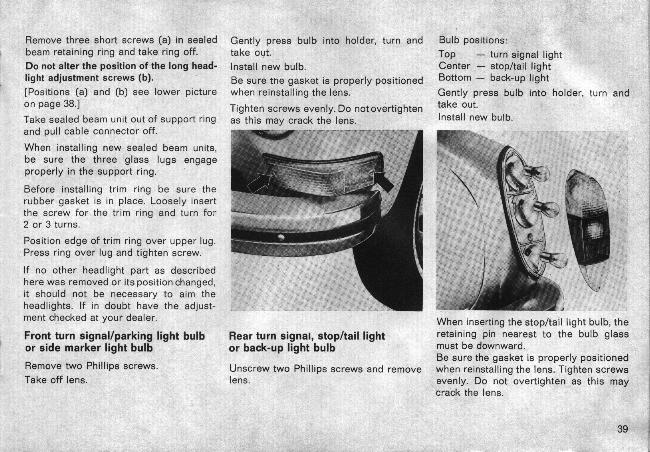 Remove three short screws (a) in sealed
beam retaining ring and take ring off.
Do not alter the position of the long head-
light adjustment screws (b).
[Positions (a) and (b) see lower picture
on page 38.]
Take sealed beam unit out of support ring
and pull cable connector off.
When installing new sealed beam units,
be sure the three glass lugs engage
properly in the support ring.
Before installing trim ring be sure the
rubber gasket is in place. Loosely insert
the screw for the trim ring and turn for
2 or 3 turns.
Position edge of trim ring over upper lug.
Press ring over lug and tighten screw.
If no other headlight part as described
here was removed or its position changed,
it should not be necessary to aim the
headlights. If in doubt have the adjust-
ment checked at your dealer.
Front turn signal/parking light bulb
or side marker light bulb
Remove two Phillips screws.
Take off lens.
Gently press bulb into holder, turn and
take out.
Install new bulb.
Be sure the gasket is properly positioned
when reinstalling the lens.
Tighten screws evenly. Do not overtighten
as this may crack the lens.
Rear turn signal, stop/tail light
or back-up light bulb
Unscrew two Phillips screws and remove
lens.
Bulb positions:
Top — turn signal light
Center — stop/tail light
Bottom — back-up light
Gently press bulb into holder, turn and
take out.
Install new bulb.
When inserting the stop/tail light bulb, the
retaining pin nearest to the bulb glass
must be downward.
Be sure the gasket is properly positioned
when reinstalling the lens. Tighten screws
evenly. Do not overtighten as this may
crack the lens.
39